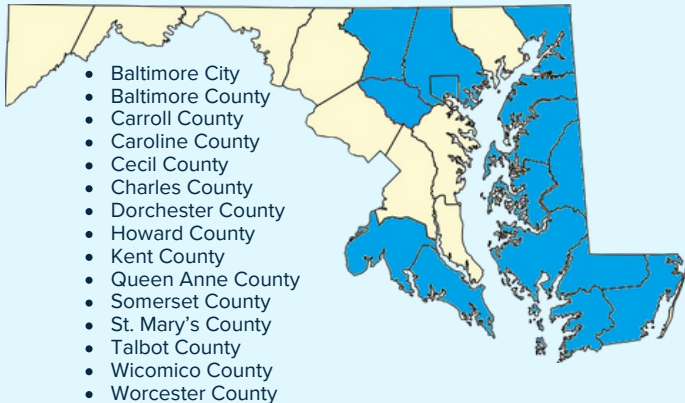 • Baltimore City
• Baltimore County
• Carroll County
• Caroline County
• Cecil County
• Charles County
• Dorchester County
• Howard County
• Kent County
• Queen Anne County
• Somerset County
• St. Mary’s County
• Talbot County
• Wicomico County
• Worcester County